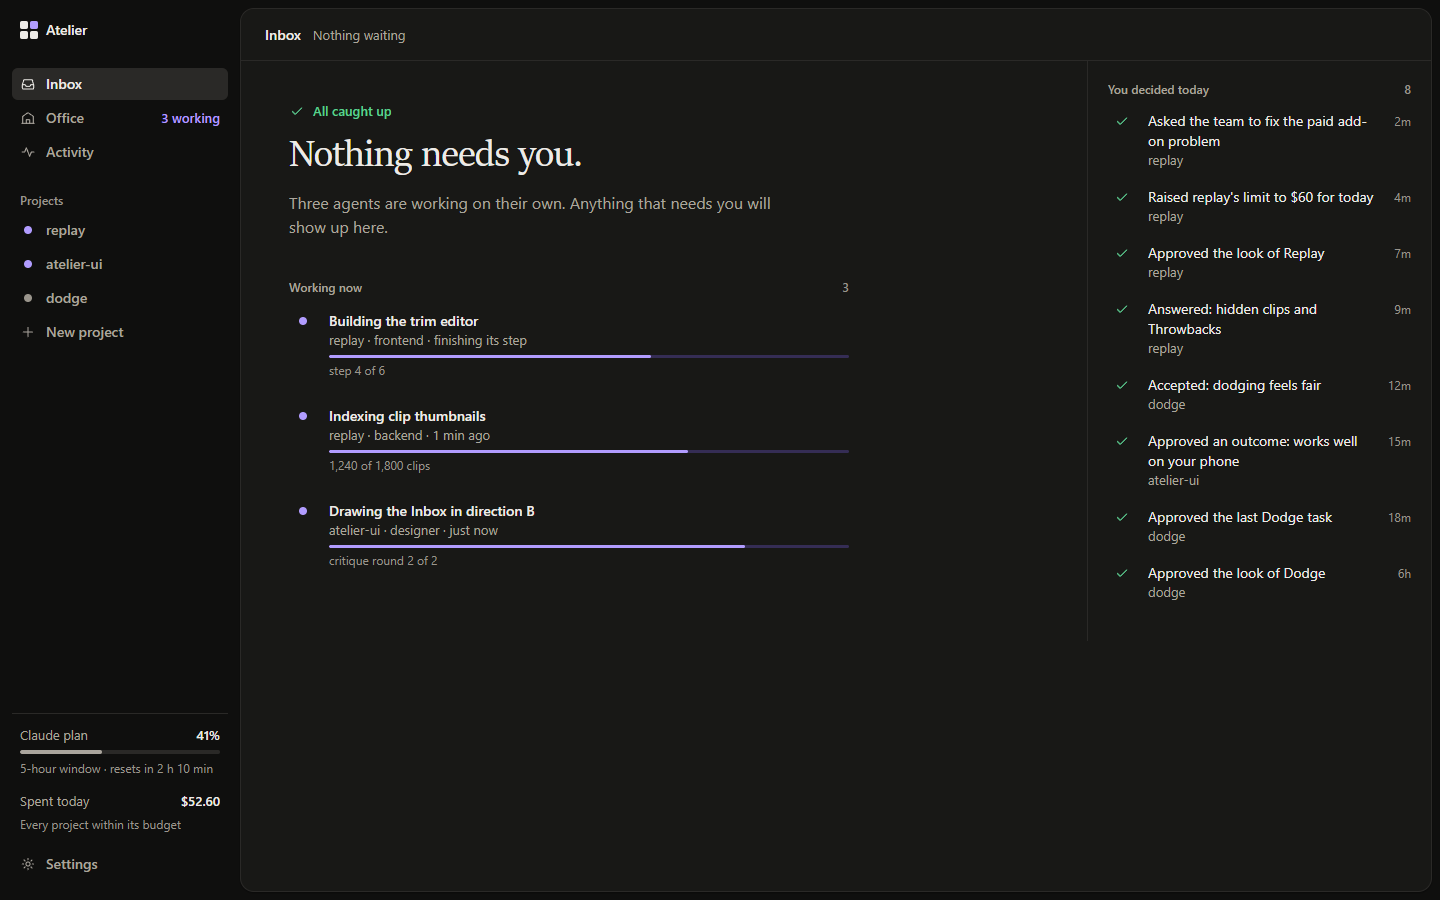 Atelier
Inbox
Office
3 working
Activity
Projects
replay
atelier-ui
dodge
New project
Claude plan
41%
5-hour window · resets in 2 h 10 min
Spent today
$52.60
Every project within its budget
Settings
Inbox
Nothing waiting
All caught up
Nothing needs you.
Three agents are working on their own. Anything that needs you will
show up here.
Working now
3
Building the trim editor
replay · frontend · finishing its step
step 4 of 6
Indexing clip thumbnails
replay · backend · 1 min ago
1,240 of 1,800 clips
Drawing the Inbox in direction B
atelier-ui · designer · just now
critique round 2 of 2
You decided today
8
Asked the team to fix the paid add-
2m
on problem
replay
Raised replay's limit to $60 for today
4m
replay
Approved the look of Replay
7m
replay
Answered: hidden clips and
9m
Throwbacks
replay
Accepted: dodging feels fair
12m
dodge
Approved an outcome: works well
15m
on your phone
atelier-ui
Approved the last Dodge task
18m
dodge
Approved the look of Dodge
6h
dodge